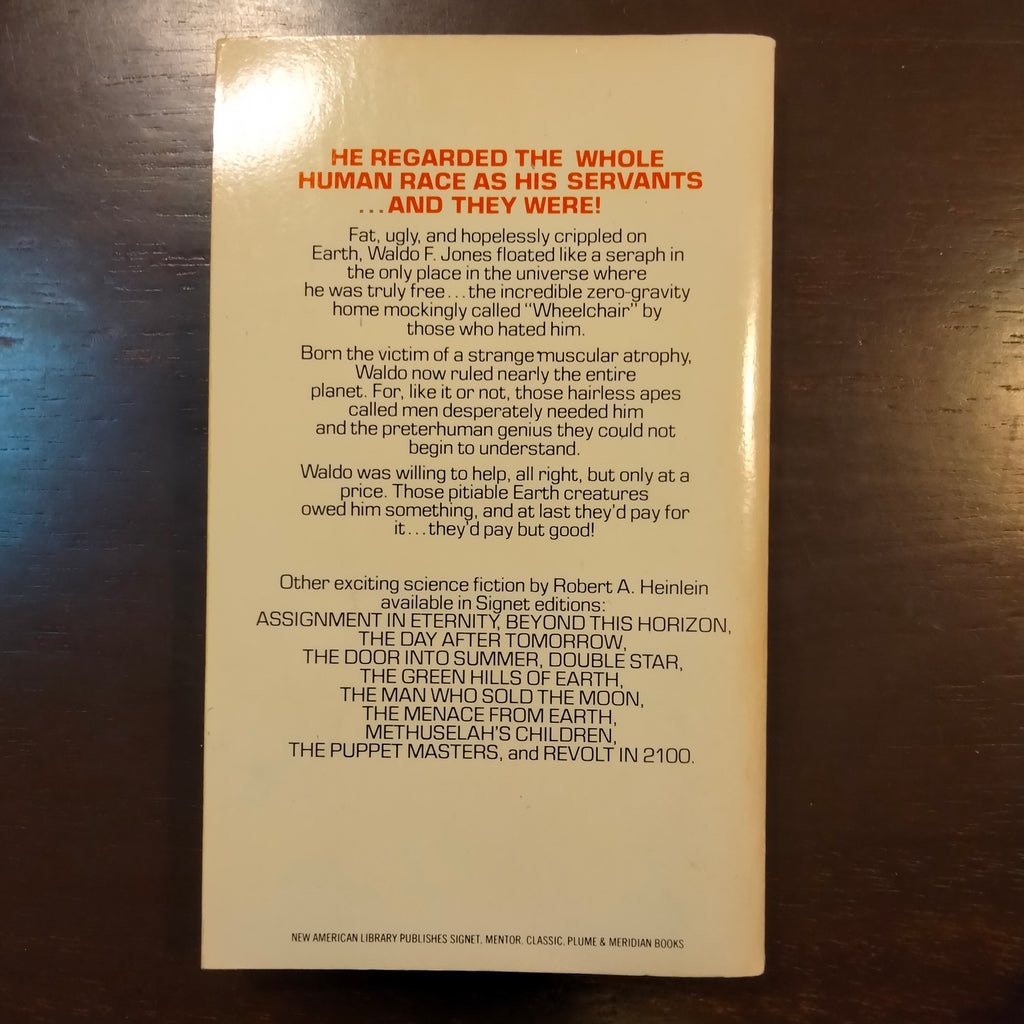 HE REGARDED THE WHOLE
HUMAN RACE AS HIS SERVANTS
...AND THEY WERE!
Fat, ugly, and hopelessly crippled on
Earth, Waldo F. Jones floated like a seraph in
the only place in the universe where
he was truly free...the incredible zero-gravity
home mockingly called "Wheelchair" by
those who hated him.
Born the victim of a strange muscular atrophy,
Waldo now ruled nearly the entire
planet. For, like it or not, those hairless apes
called men desperately needed him
and the preterhuman genius they could not
begin to understand.
Waldo was willing to help, all right, but only at a
price. Those pitiable Earth creatures
owed him something, and at last they'd pay for
it...they'd pay but good!
Other exciting science fiction by Robert A. Heinlein
available in Signet editions:
ASSIGNMENT IN ETERNITY, BEYOND THIS HORIZON,
THE DAY AFTER TOMORROW,
THE DOOR INTO SUMMER, DOUBLE STAR,
THE GREEN HILLS OF EARTH,
THE MAN WHO SOLD THE MOON,
THE MENACE FROM EARTH,
METHUSELAH'S CHILDREN,
THE PUPPET MASTERS, and REVOLT IN 2100.
NEW AMERICAN LIBRARY PUBLISHES SIGNET, MENTOR, CLASSIC, PLUME & MERIDIAN BOOKS